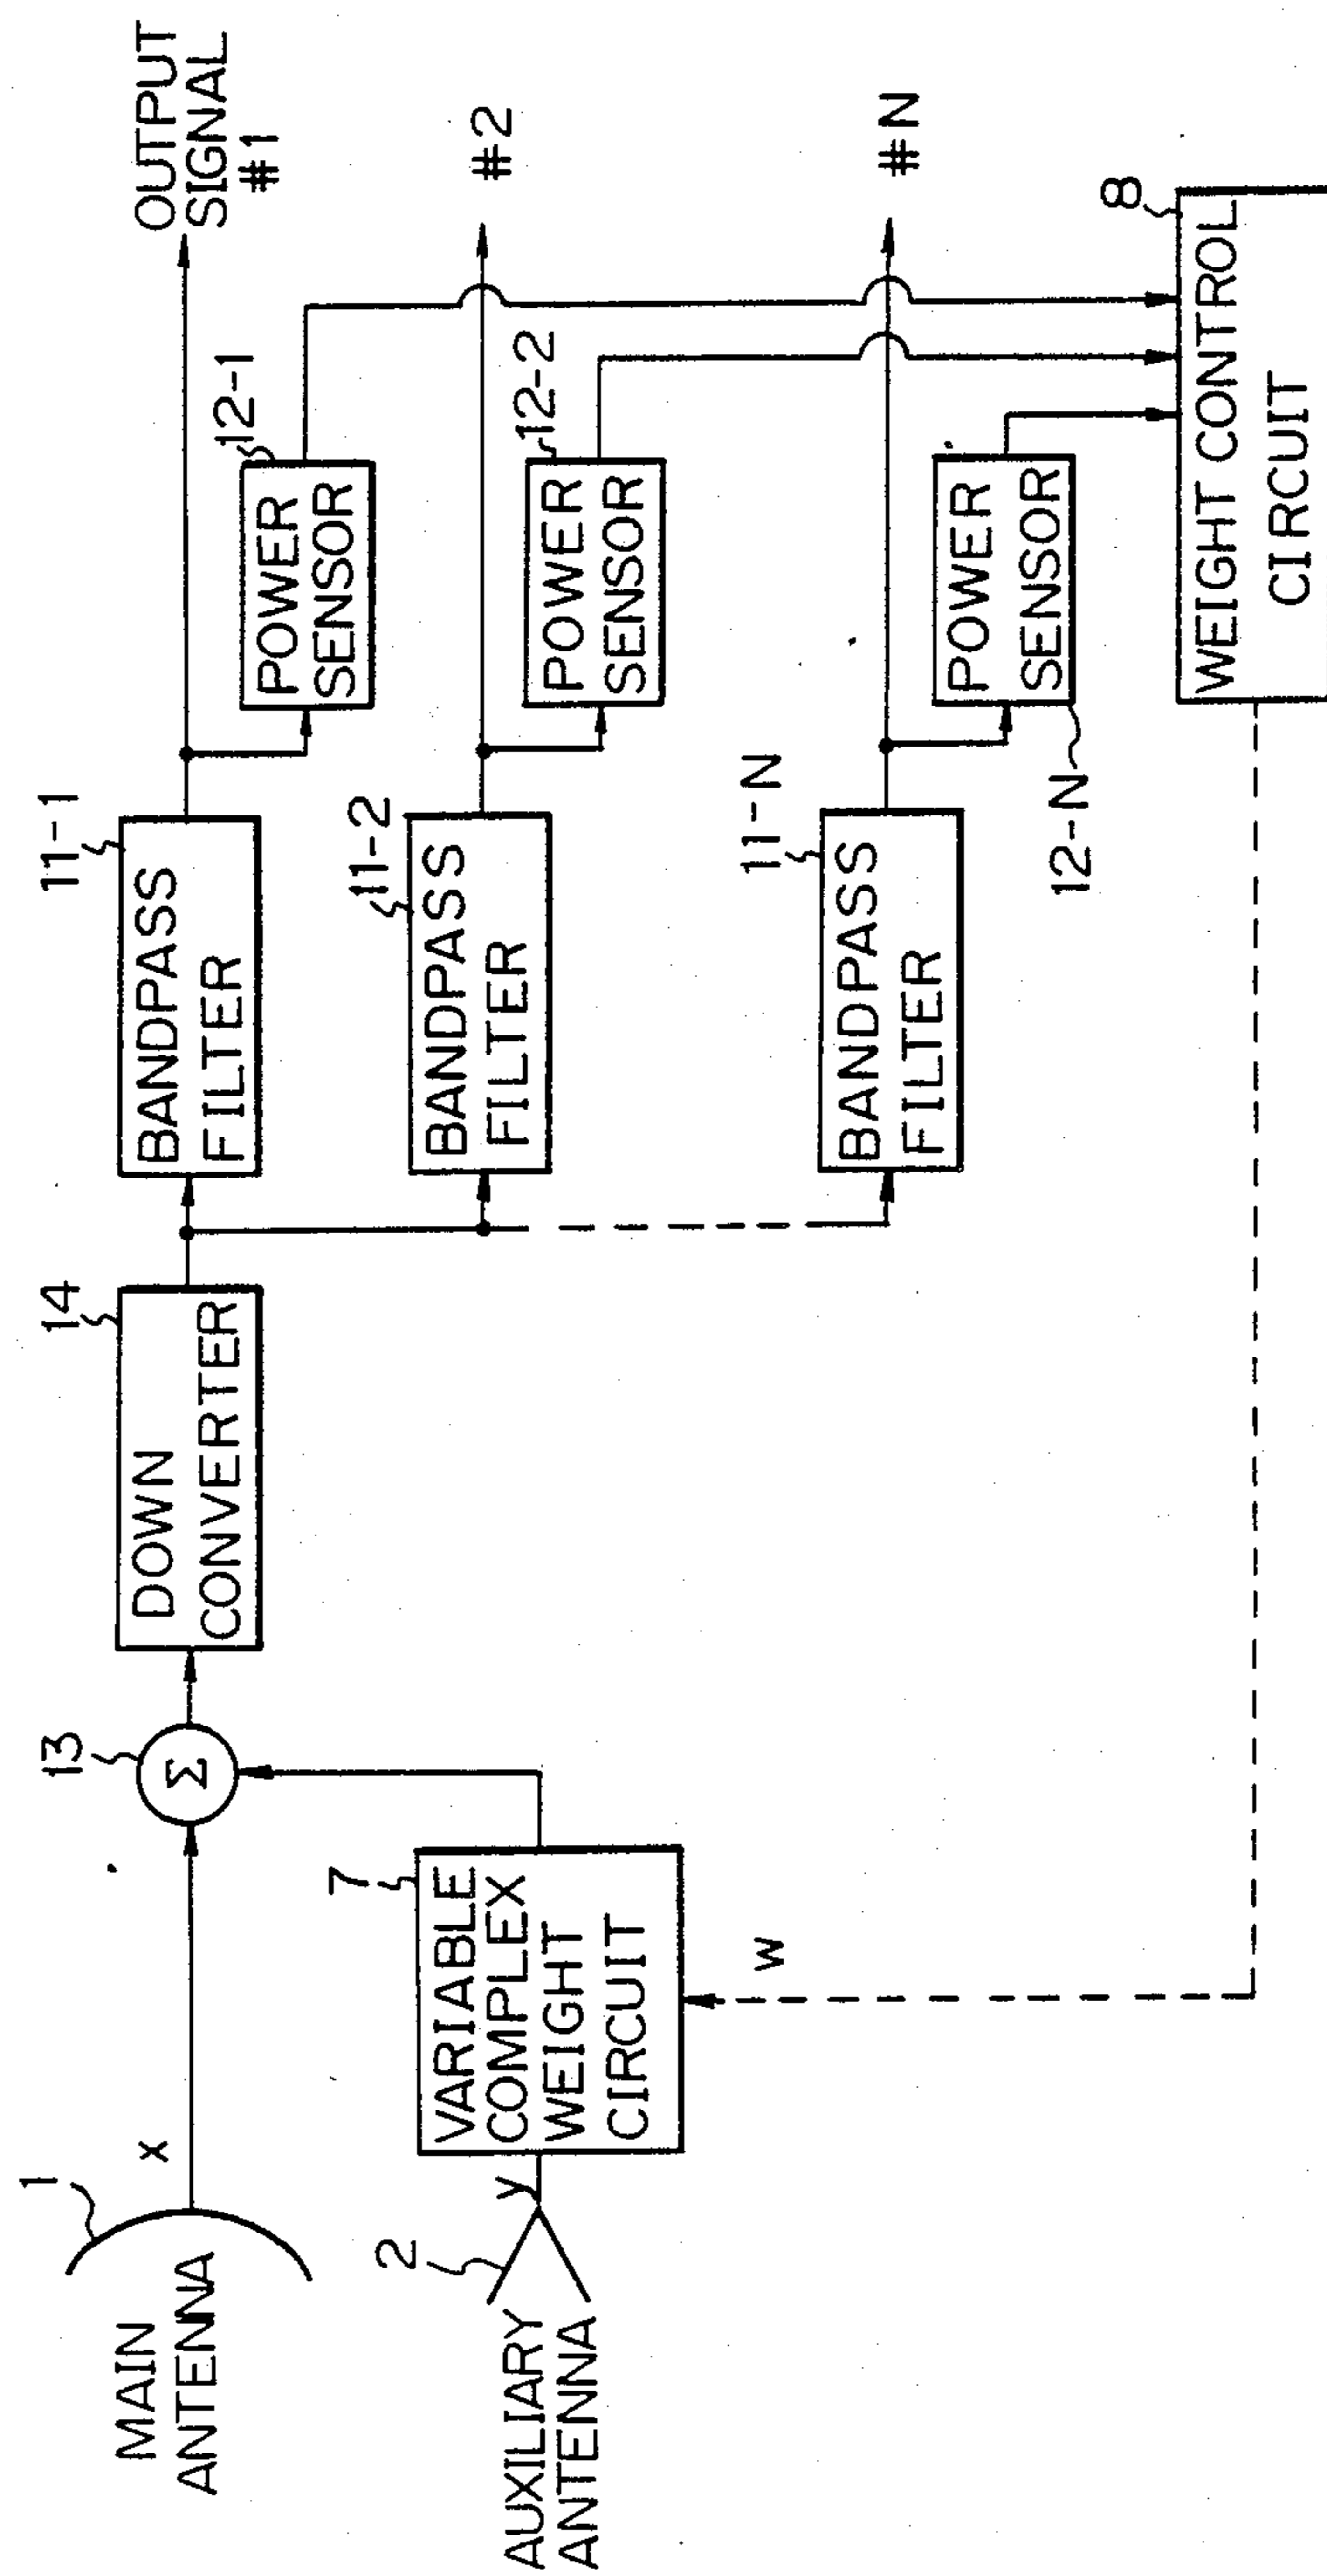 MAIN
ANTENNA
1
x
AUXILIARY
ANTENNA
2
y
VARIABLE
COMPLEX
WEIGHT
CIRCUIT
7
w
13
Σ
DOWN
CONVERTER
14
BANDPASS
FILTER
11-1
BANDPASS
FILTER
11-2
BANDPASS
FILTER
11-N
POWER
SENSOR
12-1
POWER
SENSOR
12-2
POWER
SENSOR
12-N
OUTPUT
SIGNAL
#1
#2
#N
8
WEIGHT CONTROL
CIRCUIT